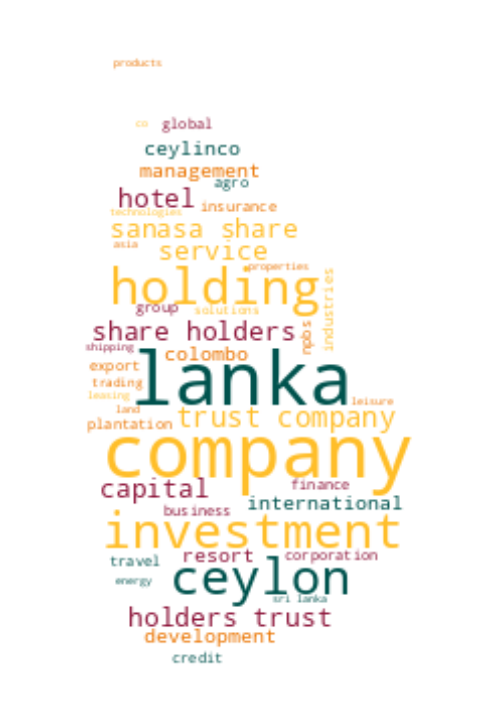 products
co global
ceylinco
management
agro
hotel
insurance
technologies
sanasa share
asia
service
properties
holding
industries
group
solutions
share holders
npbs
shipping
colombo
lanka
export
trading
leasing
leisure
land
trust company
plantation
company
finance
capital
international
business
investment
resort
corporation
travel
ceylon
energy
sri lanka
holders trust
development
credit